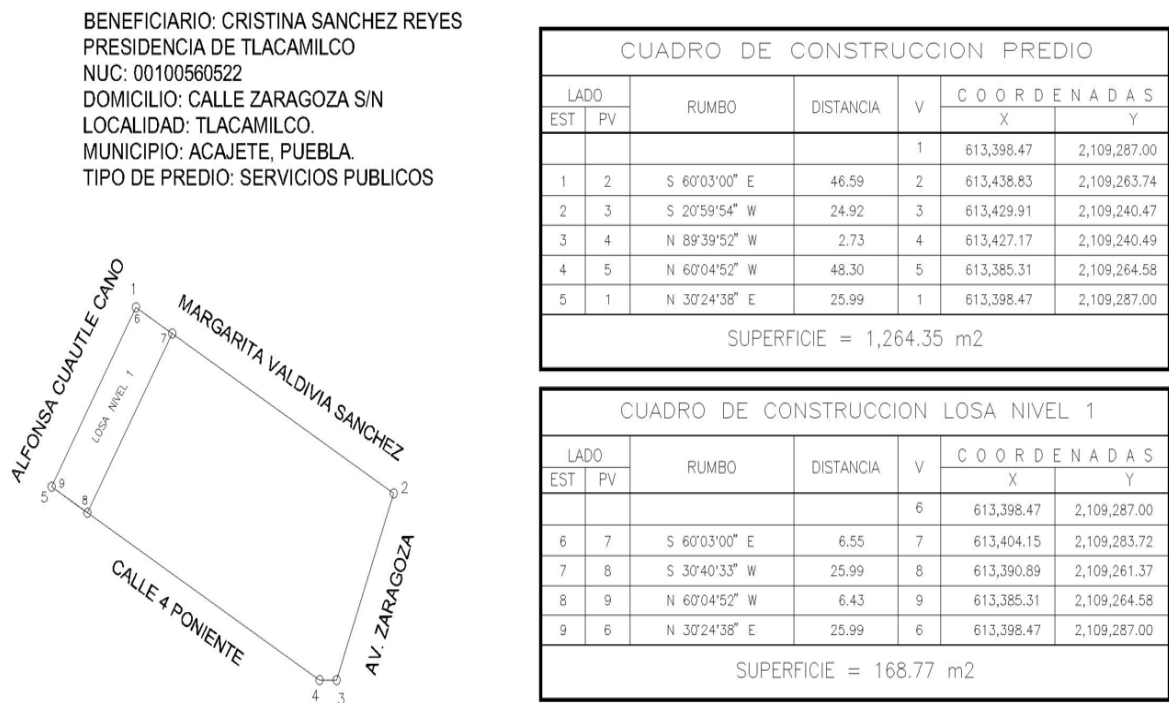 BENEFICIARIO: CRISTINA SANCHEZ REYES
PRESIDENCIA DE TLACAMILCO
NUC: 00100560522
DOMICILIO: CALLE ZARAGOZA S/N
LOCALIDAD: TLACAMILCO.
MUNICIPIO: ACAJETE, PUEBLA.
TIPO DE PREDIO: SERVICIOS PUBLICOS
ALFONSA CUAUTLE CANO
MARGARITA VALDIVIA SANCHEZ
LOSA NIVEL 1
CALLE 4 PONIENTE
AV. ZARAGOZA
1
6
7
2
5
9
8
4
3
CUADRO DE CONSTRUCCION PREDIO
LADO RUMBO DISTANCIA V COORDENADAS
EST PV X Y
1 613,398.47 2,109,287.00
1 2 S 60°03'00" E 46.59 2 613,438.83 2,109,263.74
2 3 S 20°59'54" W 24.92 3 613,429.91 2,109,240.47
3 4 N 89°39'52" W 2.73 4 613,427.17 2,109,240.49
4 5 N 60°04'52" W 48.30 5 613,385.31 2,109,264.58
5 1 N 30°24'38" E 25.99 1 613,398.47 2,109,287.00
SUPERFICIE = 1,264.35 m2
CUADRO DE CONSTRUCCION LOSA NIVEL 1
LADO RUMBO DISTANCIA V COORDENADAS
EST PV X Y
6 613,398.47 2,109,287.00
6 7 S 60°03'00" E 6.55 7 613,404.15 2,109,283.72
7 8 S 30°40'33" W 25.99 8 613,390.89 2,109,261.37
8 9 N 60°04'52" W 6.43 9 613,385.31 2,109,264.58
9 6 N 30°24'38" E 25.99 6 613,398.47 2,109,287.00
SUPERFICIE = 168.77 m2